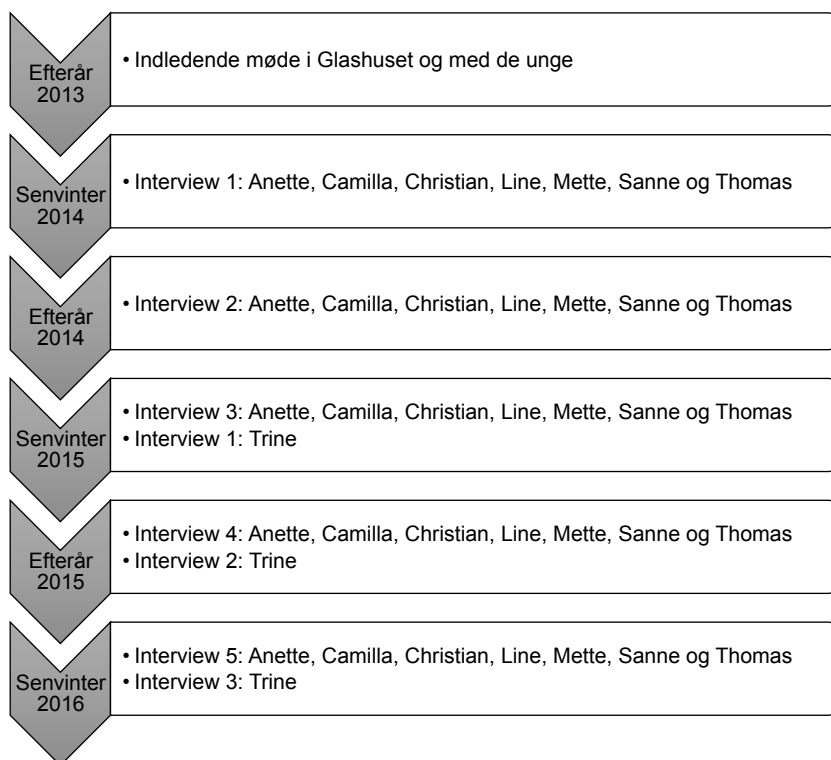 Efterår
2013
• Indledende møde i Glashuset og med de unge
Senvinter
2014
• Interview 1: Anette, Camilla, Christian, Line, Mette, Sanne og Thomas
Efterår
2014
• Interview 2: Anette, Camilla, Christian, Line, Mette, Sanne og Thomas
Senvinter
2015
• Interview 3: Anette, Camilla, Christian, Line, Mette, Sanne og Thomas
• Interview 1: Trine
Efterår
2015
• Interview 4: Anette, Camilla, Christian, Line, Mette, Sanne og Thomas
• Interview 2: Trine
Senvinter
2016
• Interview 5: Anette, Camilla, Christian, Line, Mette, Sanne og Thomas
• Interview 3: Trine